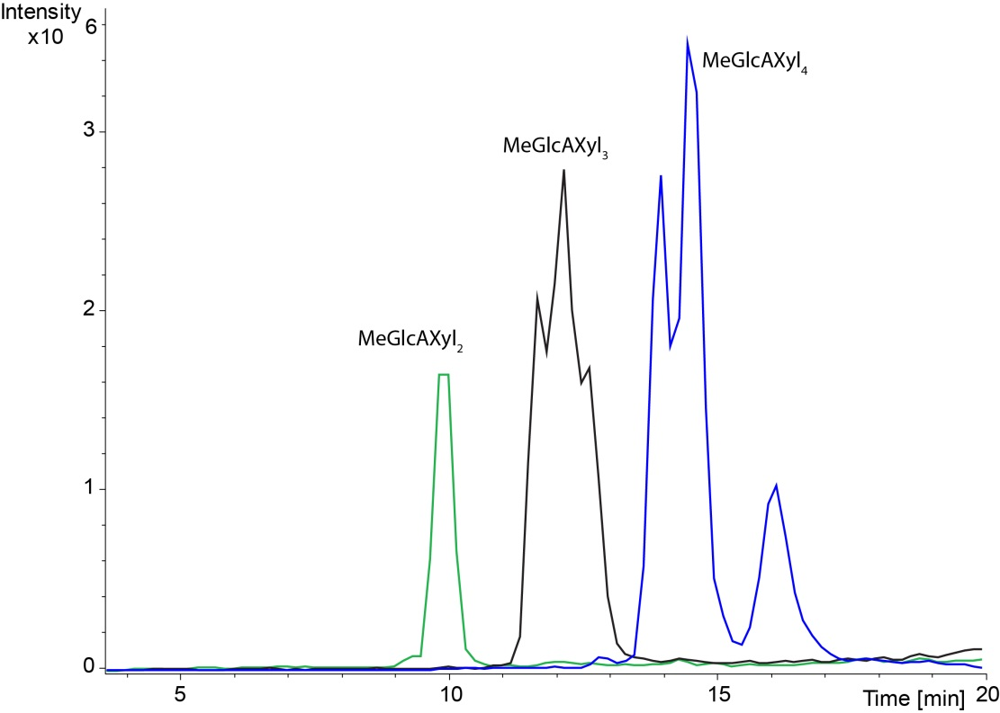 Intensity
x10
6
3
2
1
0
MeGlcAXyl₂
MeGlcAXyl₃
MeGlcAXyl₄
5
10
15
20
Time [min]